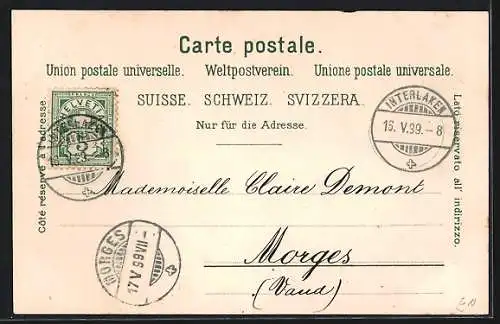 Carte postale.
Union postale universelle. Weltpostverein. Unione postale universale.
SUISSE. SCHWEIZ. SVIZZERA.
Nur für die Adresse.
Côté réservé à l'adresse.
Lato riservato all' indirizzo.
HELVETIA
5
INTERLAKEN
16. V. 99. - 8
Mademoiselle Claire Demont
Morges
(Vaud)
MORGES
17 V 99 VII -